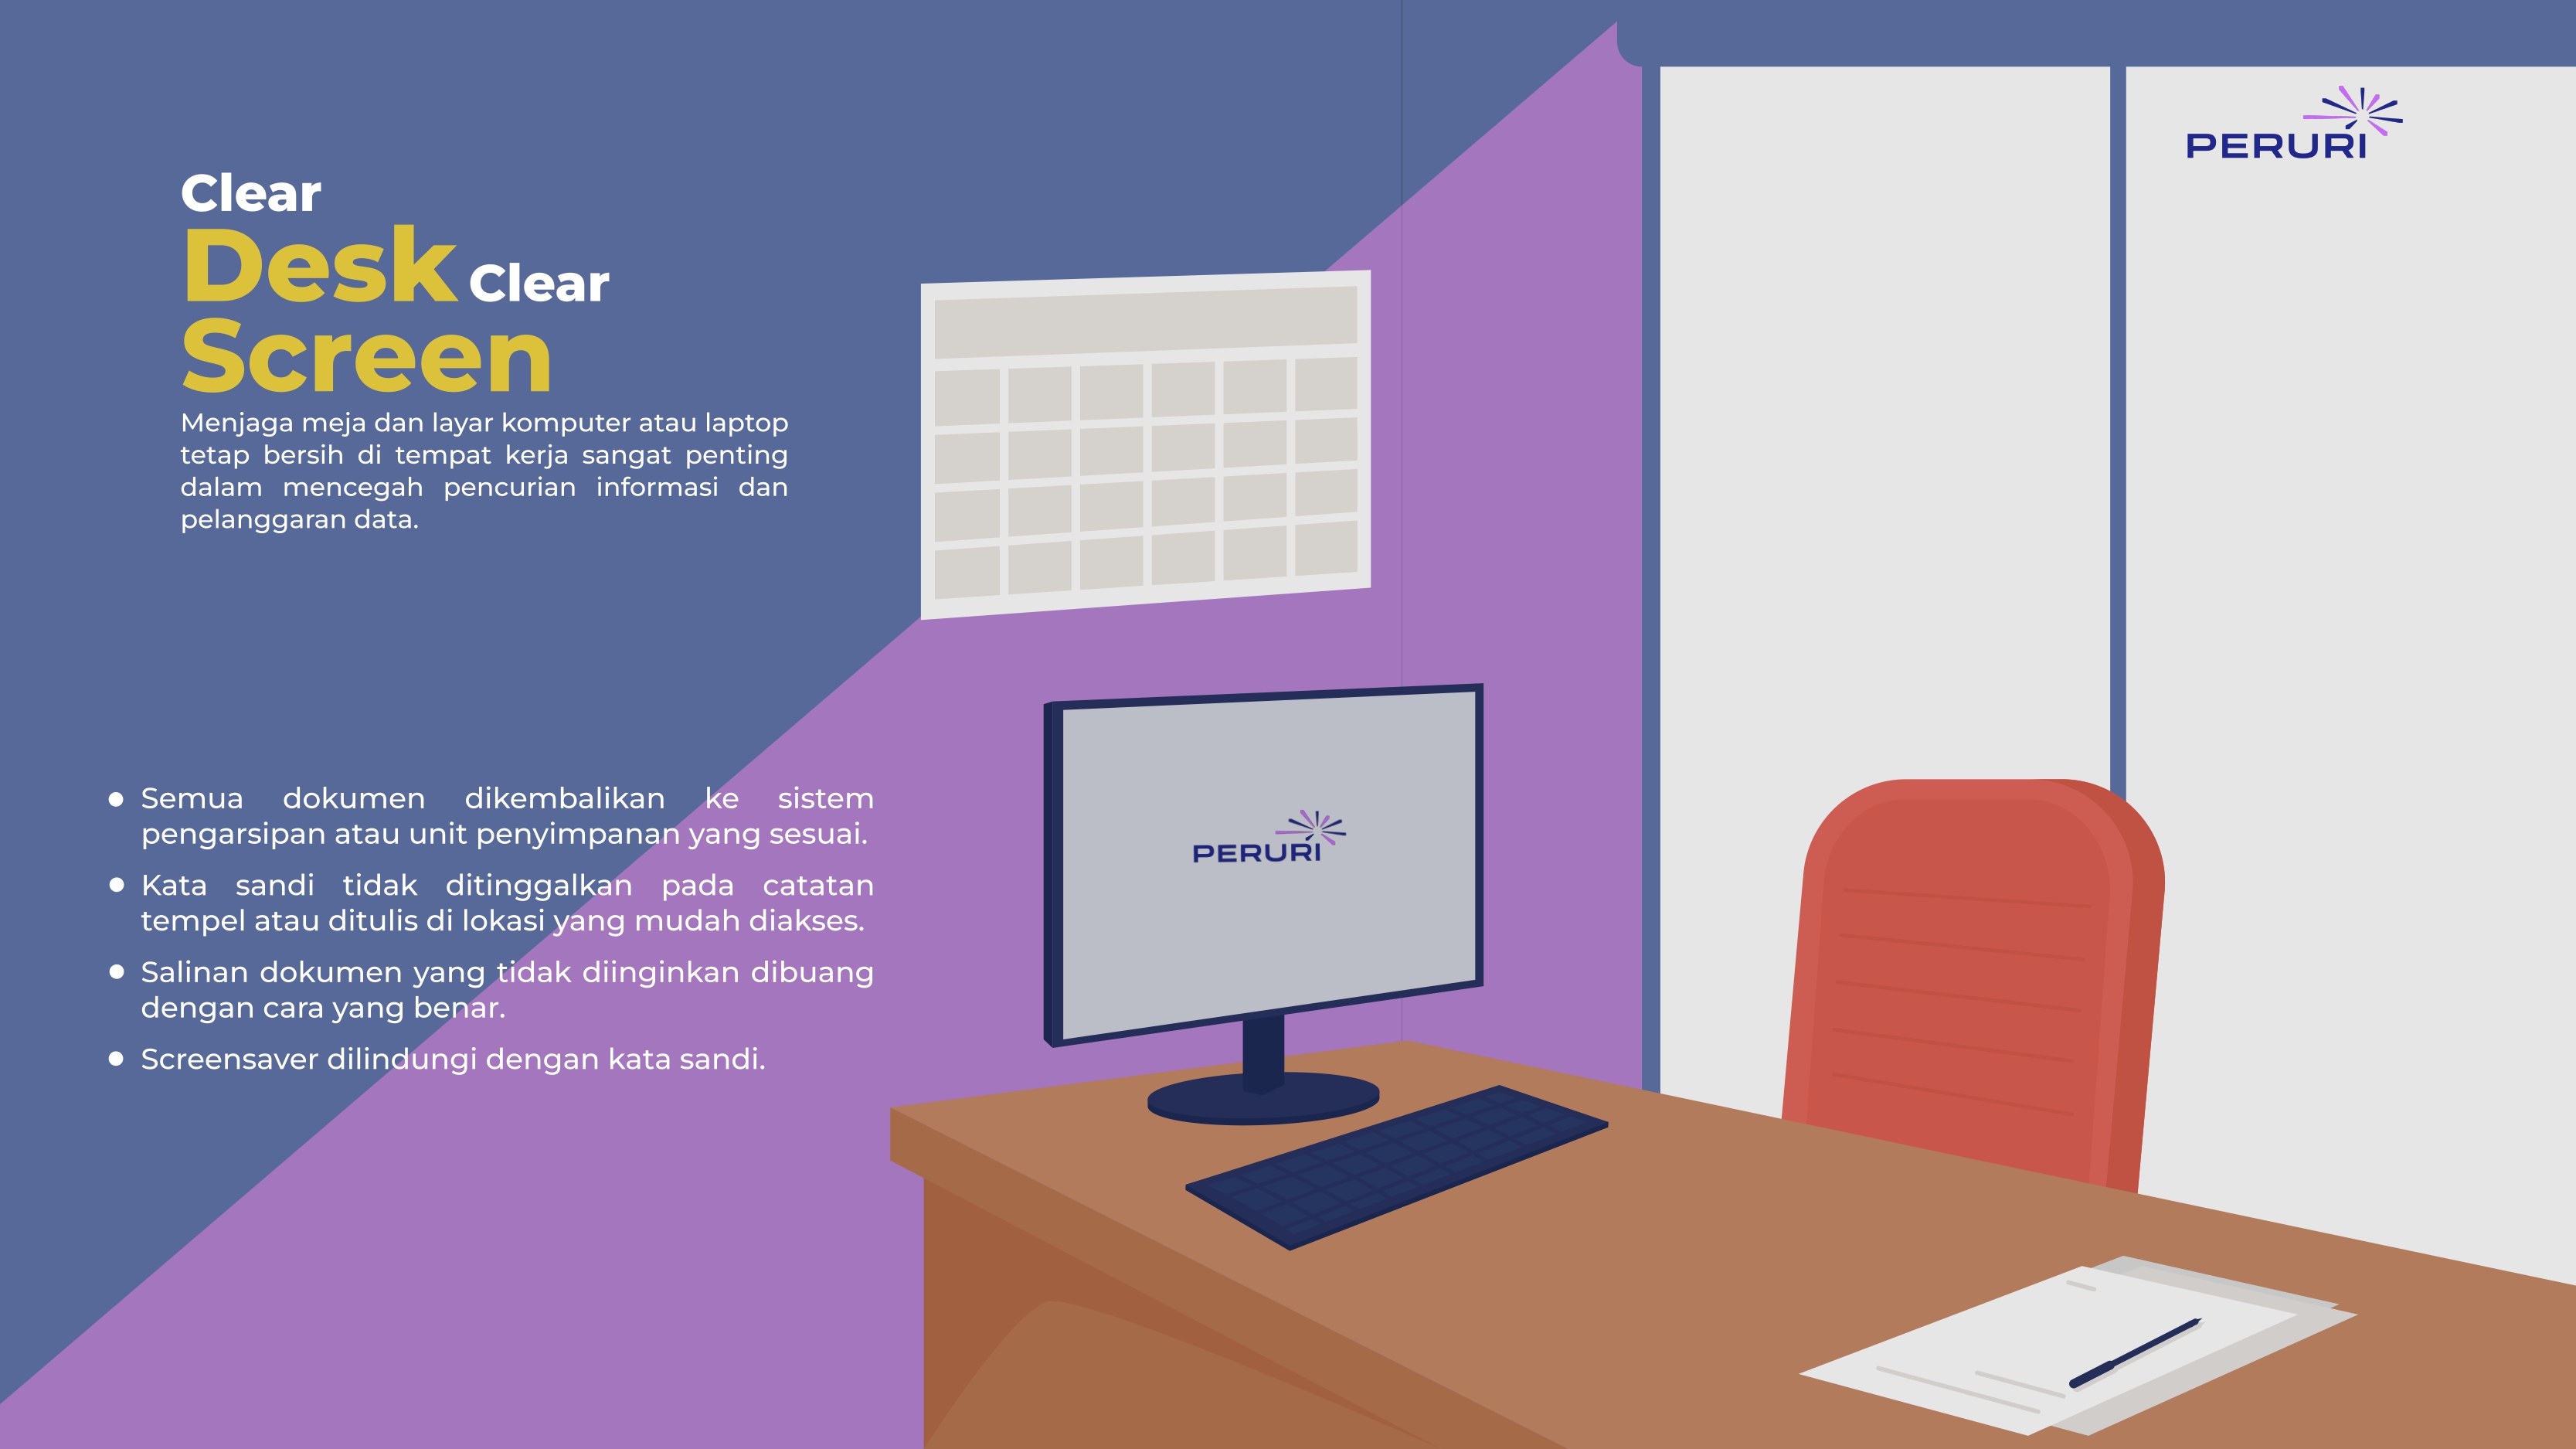 PERURI
Clear
Desk Clear
Screen
Menjaga meja dan layar komputer atau laptop
tetap bersih di tempat kerja sangat penting
dalam mencegah pencurian informasi dan
pelanggaran data.
● Semua dokumen dikembalikan ke sistem
pengarsipan atau unit penyimpanan yang sesuai.
● Kata sandi tidak ditinggalkan pada catatan
tempel atau ditulis di lokasi yang mudah diakses.
● Salinan dokumen yang tidak diinginkan dibuang
dengan cara yang benar.
● Screensaver dilindungi dengan kata sandi.
PERURI